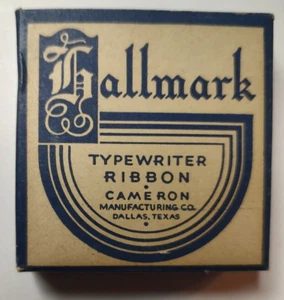 Hallmark
TYPEWRITER
RIBBON
•
CAMERON
MANUFACTURING CO.
DALLAS, TEXAS
•